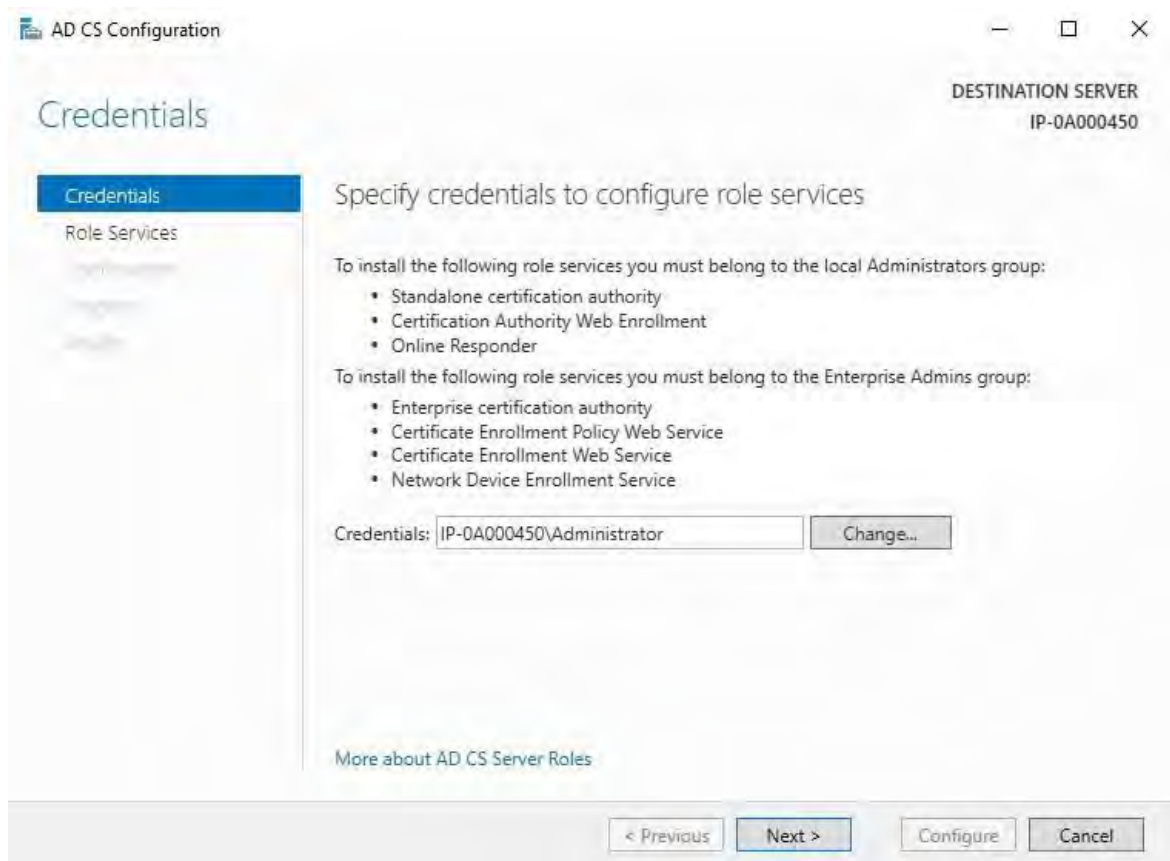 AD CS Configuration
DESTINATION SERVER
IP-0A000450
Credentials
Credentials
Role Services
Specify credentials to configure role services
To install the following role services you must belong to the local Administrators group:
• Standalone certification authority
• Certification Authority Web Enrollment
• Online Responder
To install the following role services you must belong to the Enterprise Admins group:
• Enterprise certification authority
• Certificate Enrollment Policy Web Service
• Certificate Enrollment Web Service
• Network Device Enrollment Service
Credentials: IP-0A000450\Administrator Change...
More about AD CS Server Roles
< Previous Next > Configure Cancel